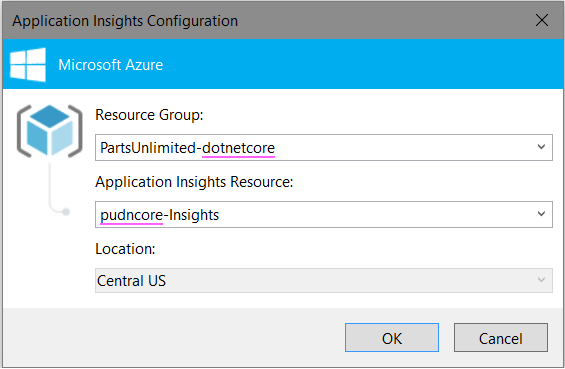 Application Insights Configuration
Microsoft Azure
Resource Group:
PartsUnlimited-dotnetcore
Application Insights Resource:
pudncore-Insights
Location:
Central US
OK Cancel